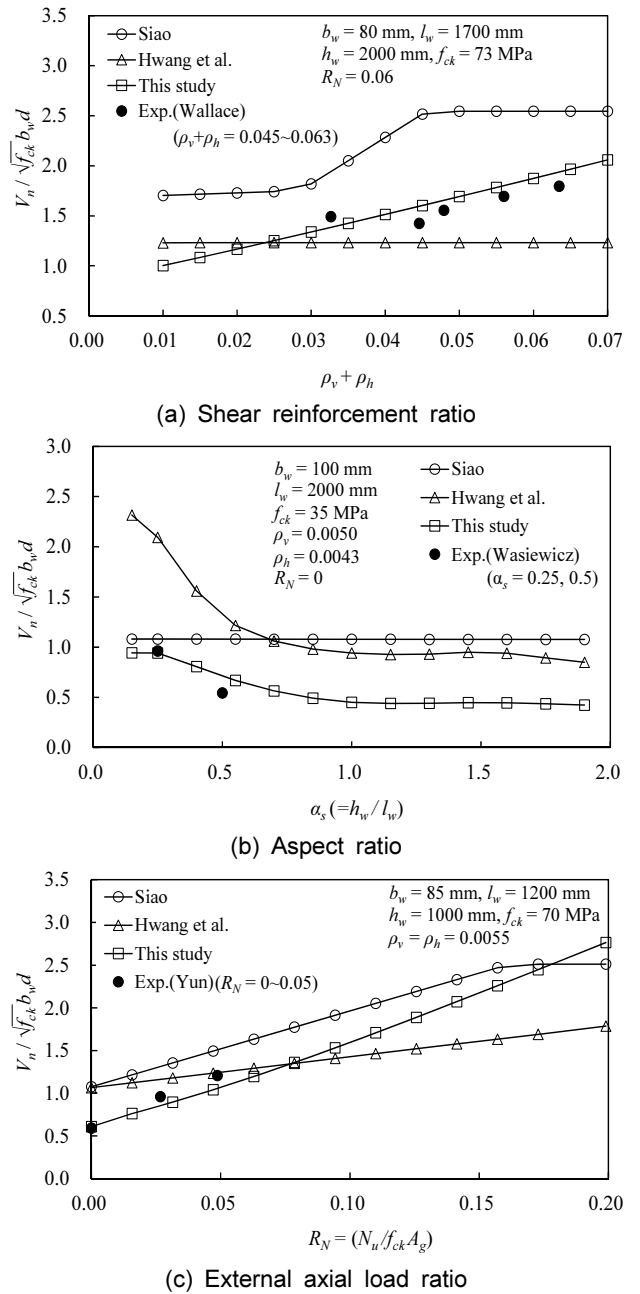 Siao
Hwang et al.
This study
Exp.(Wallace)
(ρv+ρh = 0.045~0.063)
bw = 80 mm, lw = 1700 mm
hw = 2000 mm, fck = 73 MPa
RN = 0.06
3.0
2.5
2.0
1.5
1.0
0.5
Vn / √fck bwd
0.00 0.01 0.02 0.03 0.04 0.05 0.06 0.07
ρv + ρh
(a) Shear reinforcement ratio
bw = 100 mm
lw = 2000 mm
fck = 35 MPa
ρv = 0.0050
ρh = 0.0043
RN = 0
Siao
Hwang et al.
This study
Exp.(Wasiewicz)
(αs = 0.25, 0.5)
3.0
2.5
2.0
1.5
1.0
0.5
0.0
Vn / √fck bwd
0.0 0.5 1.0 1.5 2.0
αs (=hw/lw)
(b) Aspect ratio
Siao
Hwang et al.
This study
Exp.(Yun)(RN = 0~0.05)
bw = 85 mm, lw = 1200 mm
hw = 1000 mm, fck = 70 MPa
ρv = ρh = 0.0055
3.5
3.0
2.5
2.0
1.5
1.0
0.5
0.0
Vn / √fck bwd
0.00 0.05 0.10 0.15 0.20
RN = (Nu/fckAg)
(c) External axial load ratio